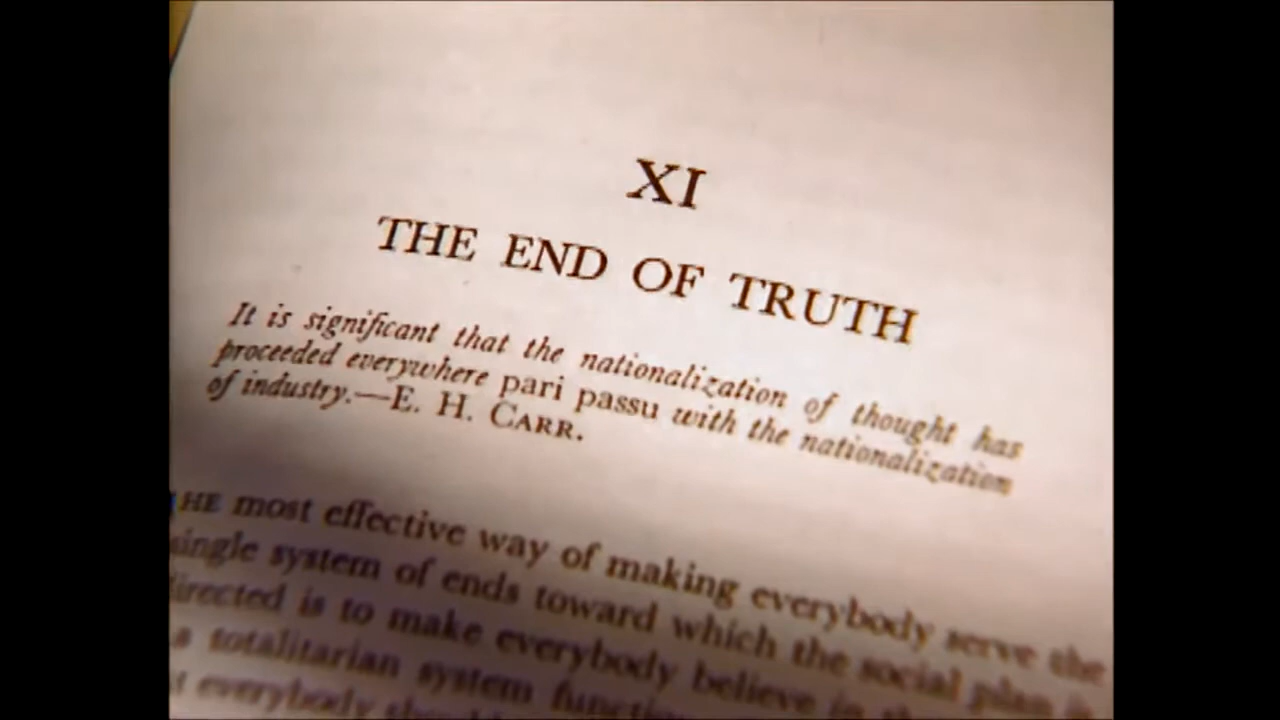 XI
THE END OF TRUTH
It is significant that the nationalization of thought has
proceeded everywhere pari passu with the nationalization
of industry.—E. H. CARR.
THE most effective way of making everybody serve the
single system of ends toward which the social plan is
directed is to make everybody believe in
a totalitarian system
everybody